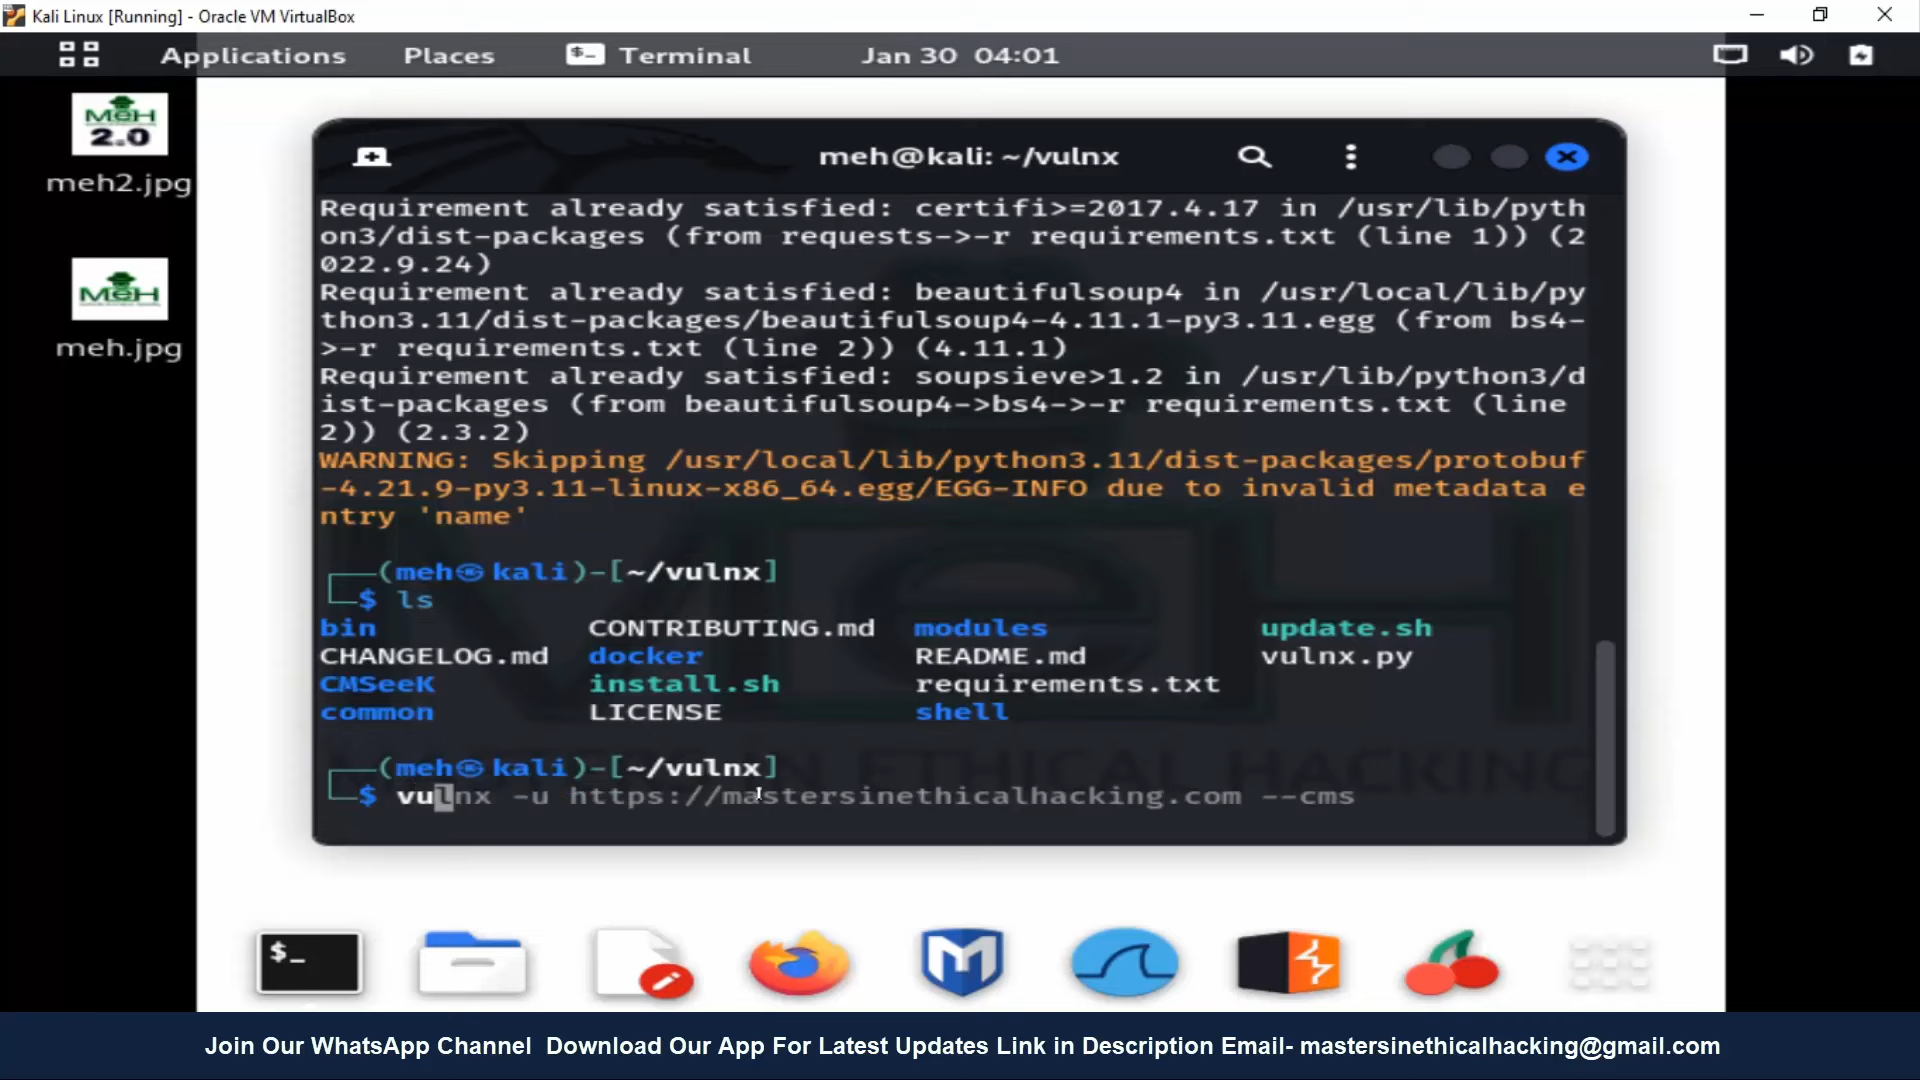 Kali Linux [Running] - Oracle VM VirtualBox
Applications Places $_ Terminal Jan 30 04:01
MeH
2.0
meh2.jpg
MeH
meh.jpg
meh@kali: ~/vulnx
Requirement already satisfied: certifi>=2017.4.17 in /usr/lib/pyth
on3/dist-packages (from requests->-r requirements.txt (line 1)) (2
022.9.24)
Requirement already satisfied: beautifulsoup4 in /usr/local/lib/py
thon3.11/dist-packages/beautifulsoup4-4.11.1-py3.11.egg (from bs4-
>-r requirements.txt (line 2)) (4.11.1)
Requirement already satisfied: soupsieve>1.2 in /usr/lib/python3/d
ist-packages (from beautifulsoup4->bs4->-r requirements.txt (line
2)) (2.3.2)
WARNING: Skipping /usr/local/lib/python3.11/dist-packages/protobuf
-4.21.9-py3.11-linux-x86_64.egg/EGG-INFO due to invalid metadata e
ntry 'name'
┌──(meh㉿kali)-[~/vulnx]
└─$ ls
bin CONTRIBUTING.md modules update.sh
CHANGELOG.md docker README.md vulnx.py
CMSeeK install.sh requirements.txt
common LICENSE shell
┌──(meh㉿kali)-[~/vulnx]
└─$ vulnx -u https://mastersinethicalhacking.com --cms
MASTERS IN ETHICAL HACKING
$_
Join Our WhatsApp Channel Download Our App For Latest Updates Link in Description Email- mastersinethicalhacking@gmail.com